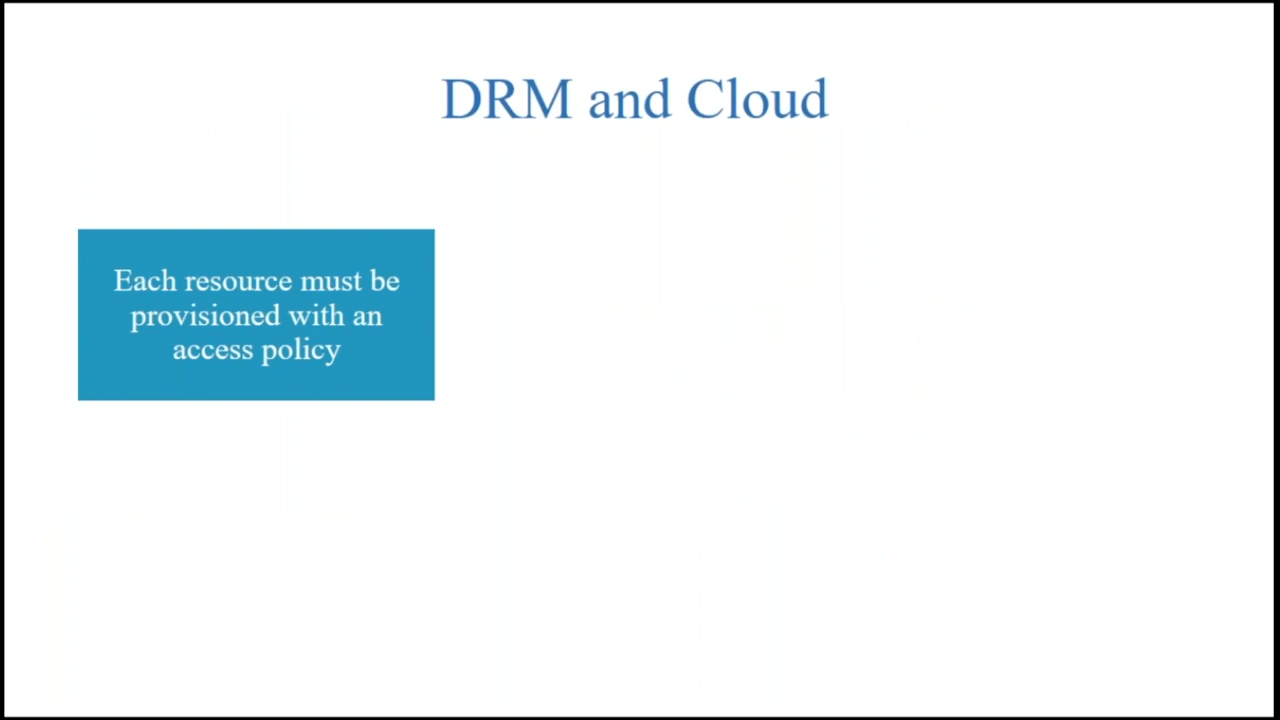 DRM and Cloud
Each resource must be
provisioned with an
access policy